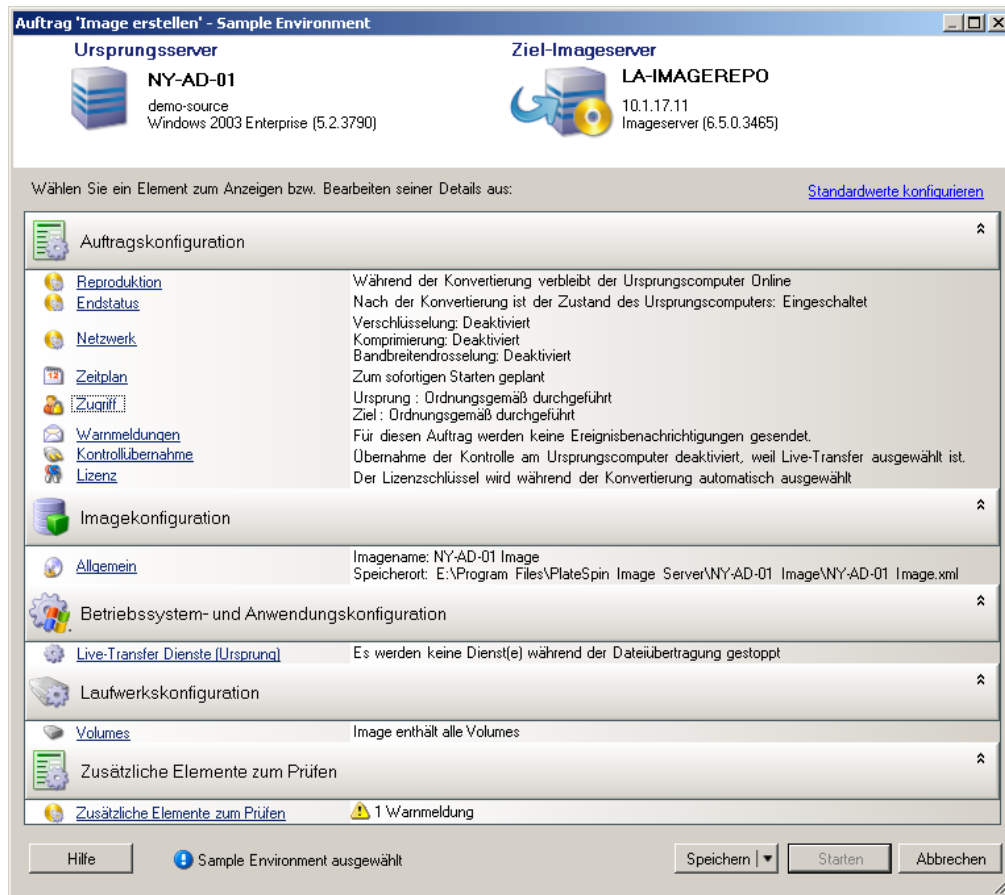 Auftrag 'Image erstellen' - Sample Environment
Ursprungsserver
NY-AD-01
demo-source
Windows 2003 Enterprise (5.2.3790)
Ziel-Imageserver
LA-IMAGEREPO
10.1.17.11
Imageserver (6.5.0.3465)
Wählen Sie ein Element zum Anzeigen bzw. Bearbeiten seiner Details aus:
Standardwerte konfigurieren
Auftragskonfiguration
Reproduktion Während der Konvertierung verbleibt der Ursprungscomputer Online
Endstatus Nach der Konvertierung ist der Zustand des Ursprungscomputers: Eingeschaltet
Netzwerk Verschlüsselung: Deaktiviert
Komprimierung: Deaktiviert
Bandbreitendrosselung: Deaktiviert
Zeitplan Zum sofortigen Starten geplant
Zugriff Ursprung : Ordnungsgemäß durchgeführt
Ziel : Ordnungsgemäß durchgeführt
Warnmeldungen Für diesen Auftrag werden keine Ereignisbenachrichtigungen gesendet.
Kontrollübernahme Übernahme der Kontrolle am Ursprungscomputer deaktiviert, weil Live-Transfer ausgewählt ist.
Lizenz Der Lizenzschlüssel wird während der Konvertierung automatisch ausgewählt
Imagekonfiguration
Allgemein Imagename: NY-AD-01 Image
Speicherort: E:\Program Files\PlateSpin Image Server\NY-AD-01 Image\NY-AD-01 Image.xml
Betriebssystem- und Anwendungskonfiguration
Live-Transfer Dienste (Ursprung) Es werden keine Dienst(e) während der Dateiübertragung gestoppt
Laufwerkskonfiguration
Volumes Image enthält alle Volumes
Zusätzliche Elemente zum Prüfen
Zusätzliche Elemente zum Prüfen 1 Warnmeldung
Hilfe
Sample Environment ausgewählt
Speichern
Starten
Abbrechen